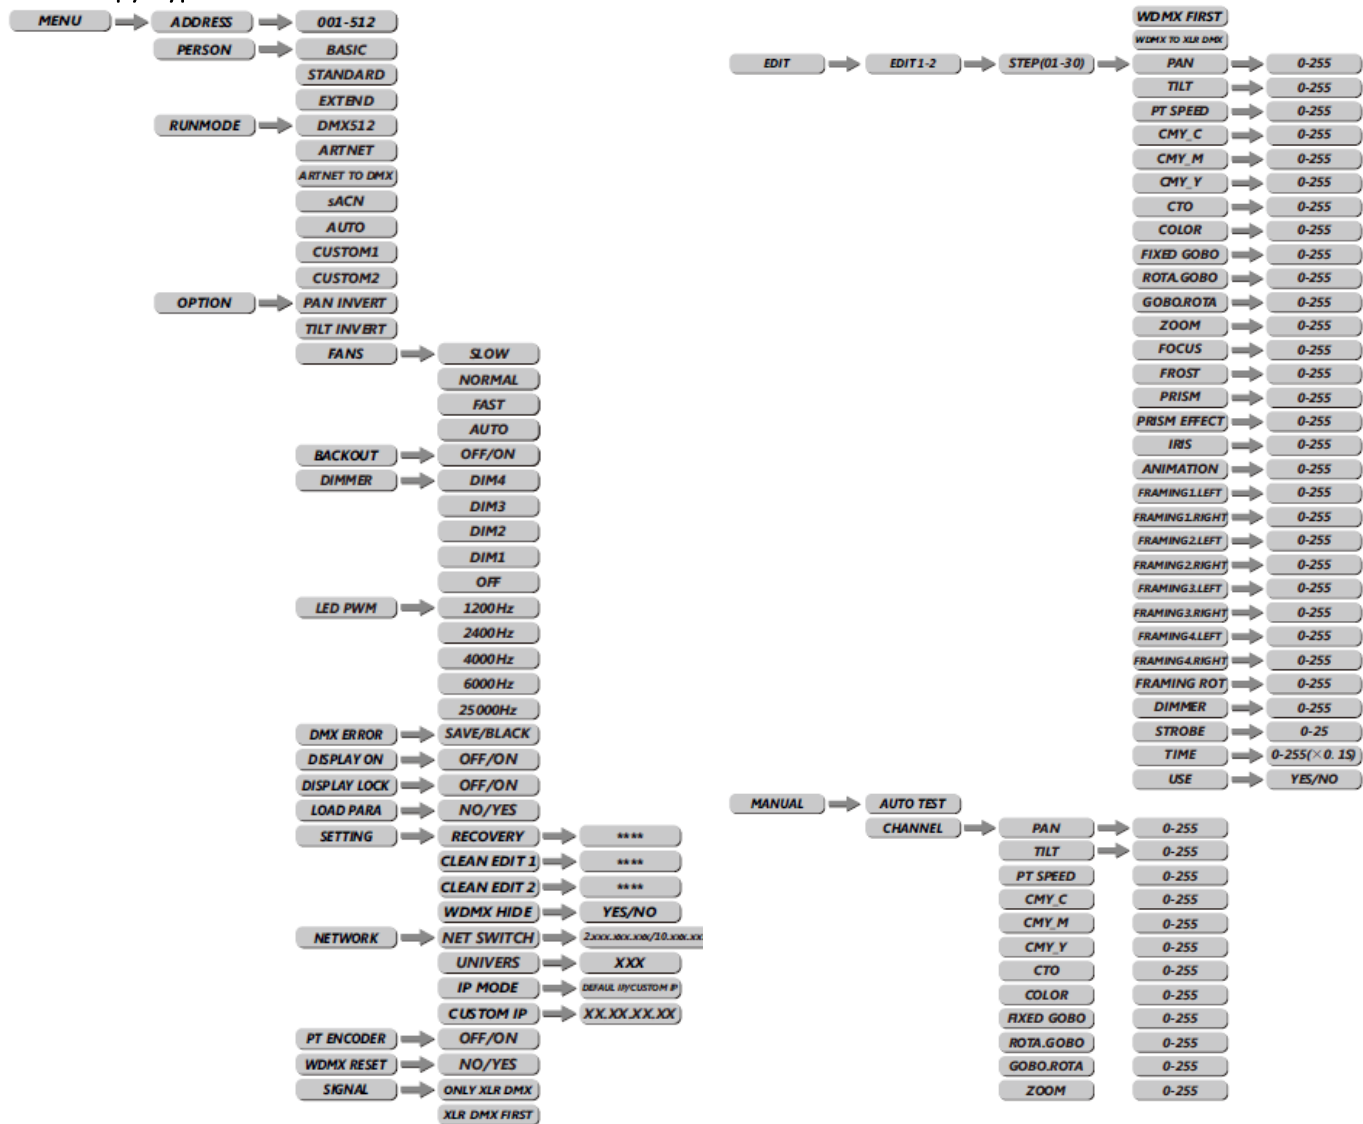 MENU ADDRESS 001-512
PERSON BASIC
STANDARD
EXTEND
RUNMODE DMX512
ARTNET
ARTNET TO DMX
sACN
AUTO
CUSTOM1
CUSTOM2
OPTION PAN INVERT
TILT INVERT
FANS SLOW
NORMAL
FAST
AUTO
BACKOUT OFF/ON
DIMMER DIM4
DIM3
DIM2
DIM1
OFF
LED PWM 1200Hz
2400Hz
4000Hz
6000Hz
25000Hz
DMX ERROR SAVE/BLACK
DISPLAY ON OFF/ON
DISPLAY LOCK OFF/ON
LOAD PARA NO/YES
SETTING RECOVERY ****
CLEAN EDIT 1 ****
CLEAN EDIT 2 ****
WDMX HIDE YES/NO
NETWORK NET SWITCH 2.xxx.xxx.xxx/10.xxx.xx
UNIVERS XXX
IP MODE DEFAUL IP/CUSTOM IP
CUSTOM IP XX.XX.XX.XX
PT ENCODER OFF/ON
WDMX RESET NO/YES
SIGNAL ONLY XLR DMX
XLR DMX FIRST
WDMX FIRST
WDMX TO XLR DMX
EDIT EDIT 1-2 STEP(01-30) PAN 0-255
TILT 0-255
PT SPEED 0-255
CMY_C 0-255
CMY_M 0-255
CMY_Y 0-255
CTO 0-255
COLOR 0-255
FIXED GOBO 0-255
ROTA.GOBO 0-255
GOBO.ROTA 0-255
ZOOM 0-255
FOCUS 0-255
FROST 0-255
PRISM 0-255
PRISM EFFECT 0-255
IRIS 0-255
ANIMATION 0-255
FRAMING1.LEFT 0-255
FRAMING1.RIGHT 0-255
FRAMING2.LEFT 0-255
FRAMING2.RIGHT 0-255
FRAMING3.LEFT 0-255
FRAMING3.RIGHT 0-255
FRAMING4.LEFT 0-255
FRAMING4.RIGHT 0-255
FRAMING ROT 0-255
DIMMER 0-255
STROBE 0-25
TIME 0-255(×0.1S)
USE YES/NO
MANUAL AUTO TEST
CHANNEL PAN 0-255
TILT 0-255
PT SPEED 0-255
CMY_C 0-255
CMY_M 0-255
CMY_Y 0-255
CTO 0-255
COLOR 0-255
FIXED GOBO 0-255
ROTA.GOBO 0-255
GOBO.ROTA 0-255
ZOOM 0-255